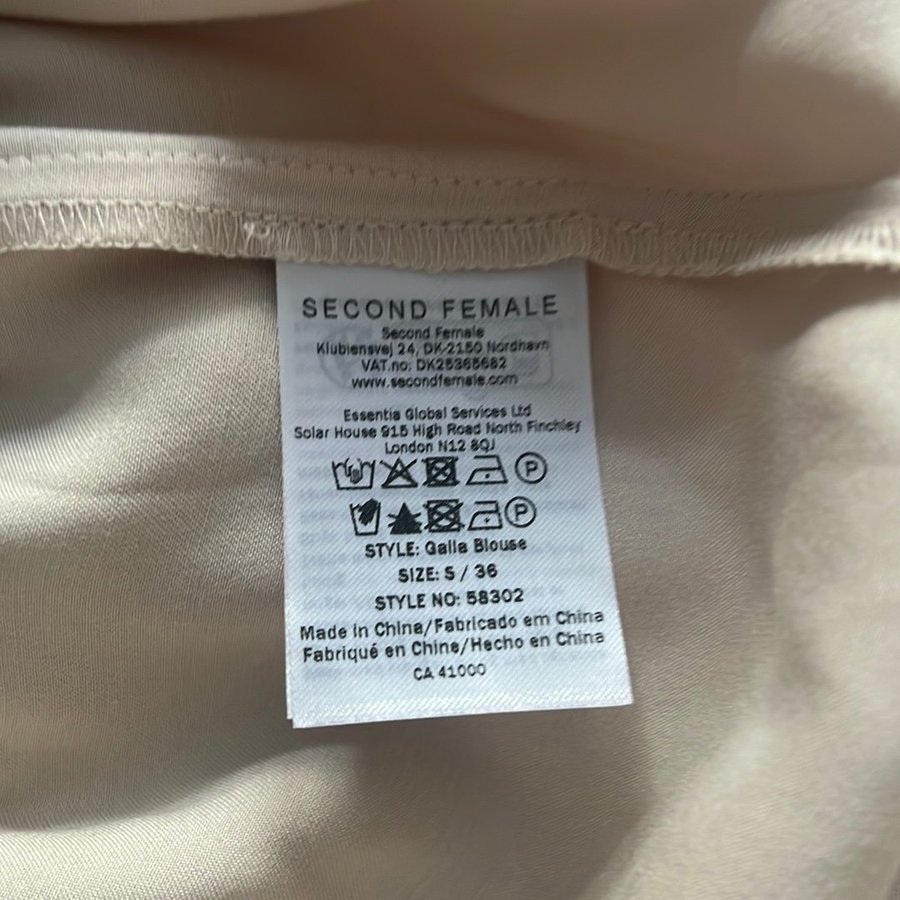 SECOND FEMALE
Second Female
Klubiensvej 24, DK-2150 Nordhavn
VAT.no: DK25365682
www.secondfemale.com
Essentia Global Services Ltd
Solar House 915 High Road North Finchley
London N12 8QJ
P
P
STYLE: Galla Blouse
SIZE: S / 36
STYLE NO: 58302
Made in China/Fabricado em China
Fabriqué en Chine/Hecho en China
CA 41000